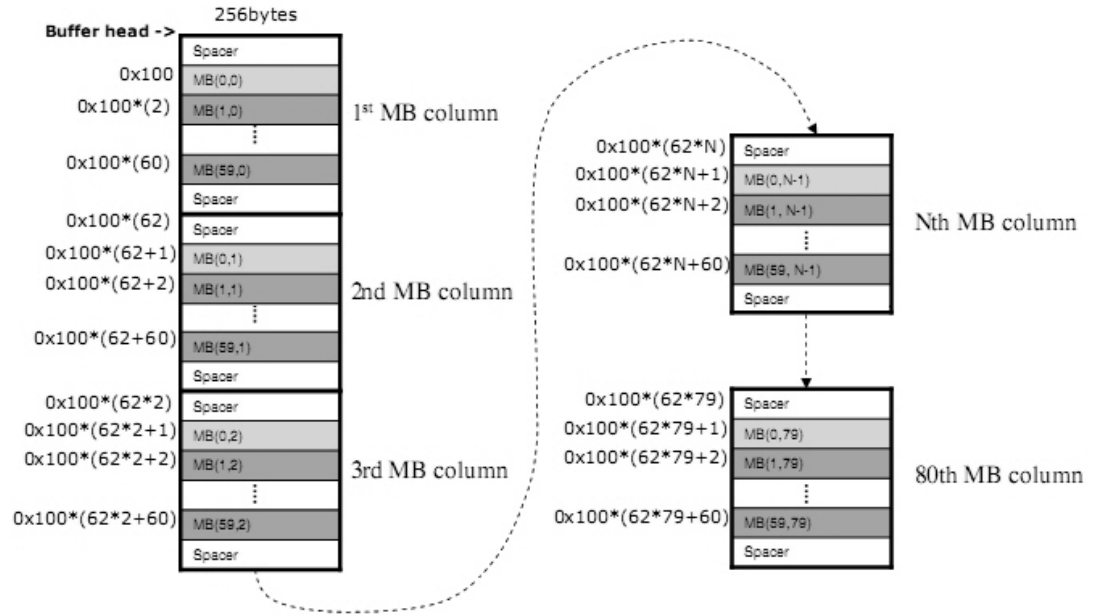 256bytes
Buffer head ->
Spacer
0x100 MB(0,0)
0x100*(2) MB(1,0)
1st MB column
0x100*(60) MB(59,0)
Spacer
0x100*(62) Spacer
0x100*(62+1) MB(0,1)
0x100*(62+2) MB(1,1)
2nd MB column
0x100*(62+60) MB(59,1)
Spacer
0x100*(62*2) Spacer
0x100*(62*2+1) MB(0,2)
0x100*(62*2+2) MB(1,2)
3rd MB column
0x100*(62*2+60) MB(59,2)
Spacer
0x100*(62*N) Spacer
0x100*(62*N+1) MB(0,N-1)
0x100*(62*N+2) MB(1, N-1)
Nth MB column
0x100*(62*N+60) MB(59, N-1)
Spacer
0x100*(62*79) Spacer
0x100*(62*79+1) MB(0,79)
0x100*(62*79+2) MB(1,79)
80th MB column
0x100*(62*79+60) MB(59,79)
Spacer